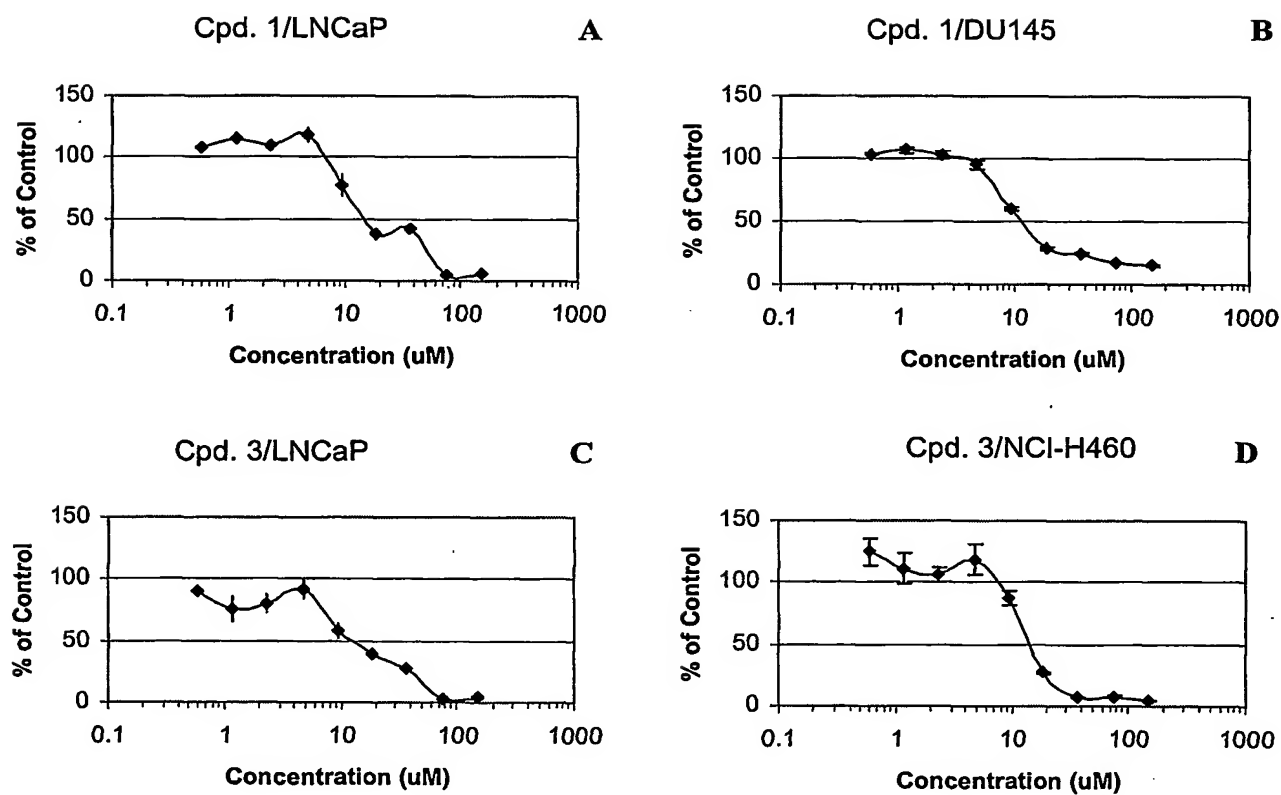 Cpd. 1/LNCaP
A
% of Control
150
100
50
0
0.1 1 10 100 1000
Concentration (uM)
Cpd. 1/DU145
B
% of Control
150
100
50
0
0.1 1 10 100 1000
Concentration (uM)
Cpd. 3/LNCaP
C
% of Control
150
100
50
0
0.1 1 10 100 1000
Concentration (uM)
Cpd. 3/NCI-H460
D
% of Control
150
100
50
0
0.1 1 10 100 1000
Concentration (uM)